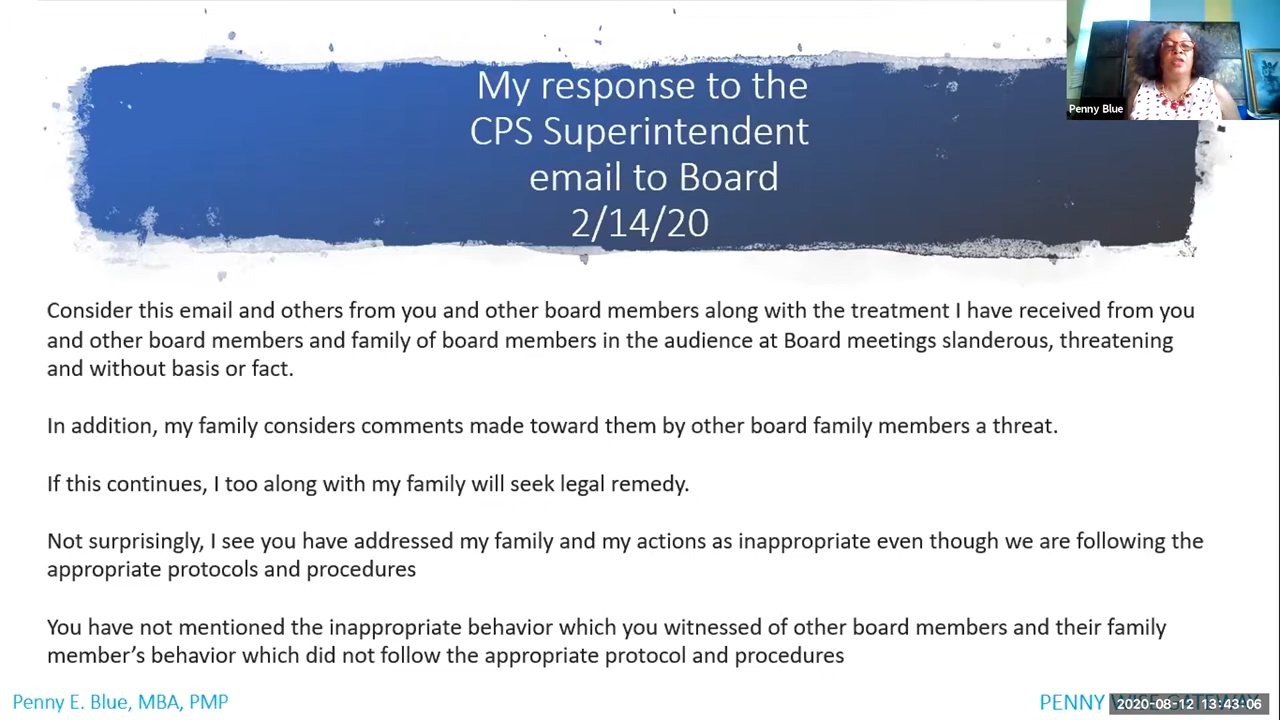 My response to the
CPS Superintendent
email to Board
2/14/20
Penny Blue
Consider this email and others from you and other board members along with the treatment I have received from you
and other board members and family of board members in the audience at Board meetings slanderous, threatening
and without basis or fact.
In addition, my family considers comments made toward them by other board family members a threat.
If this continues, I too along with my family will seek legal remedy.
Not surprisingly, I see you have addressed my family and my actions as inappropriate even though we are following the
appropriate protocols and procedures
You have not mentioned the inappropriate behavior which you witnessed of other board members and their family
member’s behavior which did not follow the appropriate protocol and procedures
Penny E. Blue, MBA, PMP
PENNY
2020-08-12 13:43:06